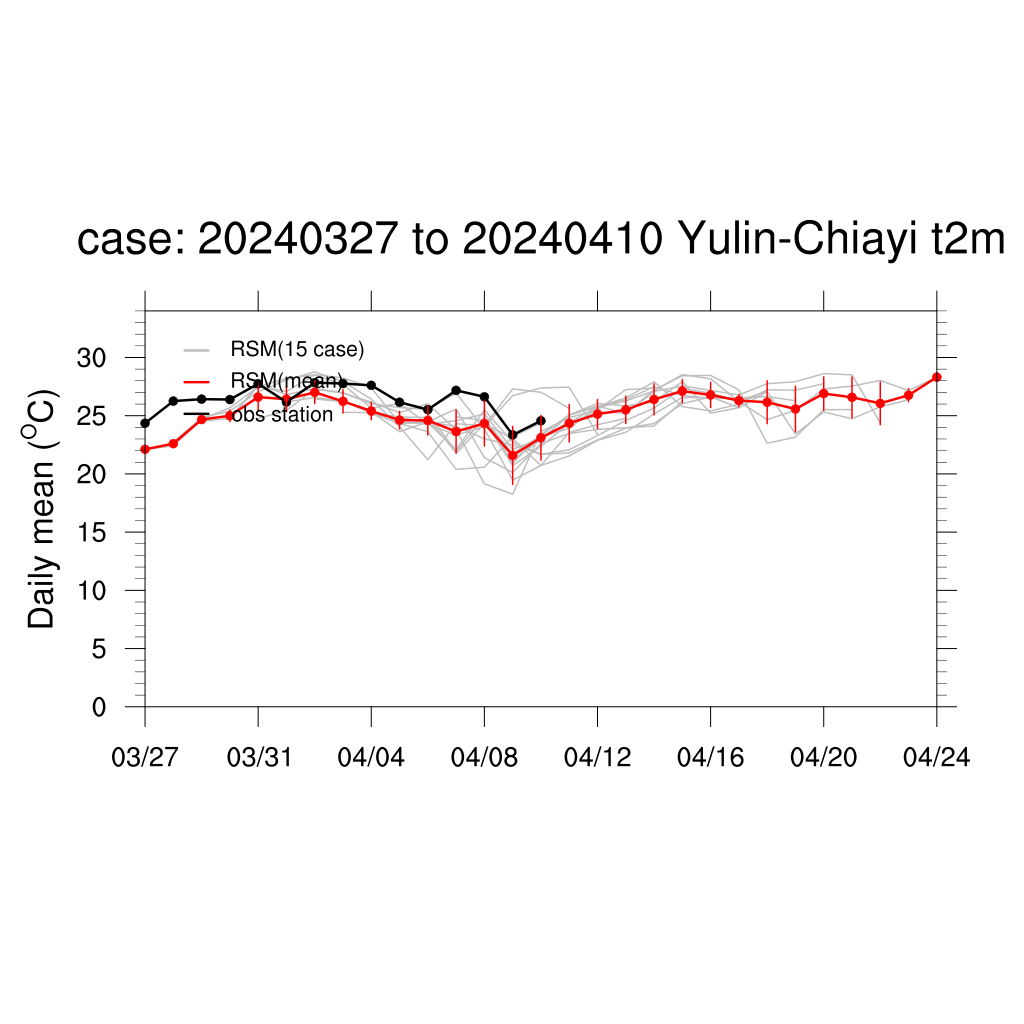 case: 20240327 to 20240410 Yulin-Chiayi t2m
RSM(15 case)
RSM(mean)
obs station
Daily mean (OC)
30
25
20
15
10
5
0
03/27 03/31 04/04 04/08 04/12 04/16 04/20 04/24